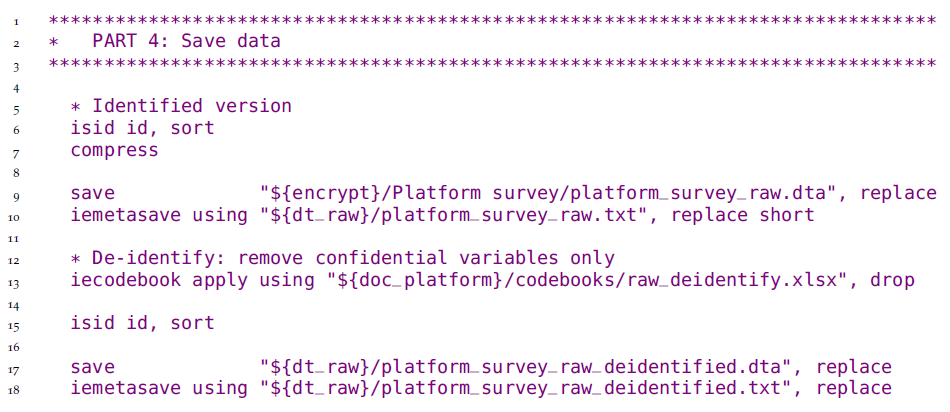 1 **********************************************************************************
2 *   PART 4: Save data
3 **********************************************************************************
4
5   * Identified version
6   isid id, sort
7   compress
8
9   save             "${encrypt}/Platform survey/platform_survey_raw.dta", replace
10   iemetasave using "${dt_raw}/platform_survey_raw.txt", replace short
11
12   * De-identify: remove confidential variables only
13   iecodebook apply using "${doc_platform}/codebooks/raw_deidentify.xlsx", drop
14
15   isid id, sort
16
17   save             "${dt_raw}/platform_survey_raw_deidentified.dta", replace
18   iemetasave using "${dt_raw}/platform_survey_raw_deidentified.txt", replace